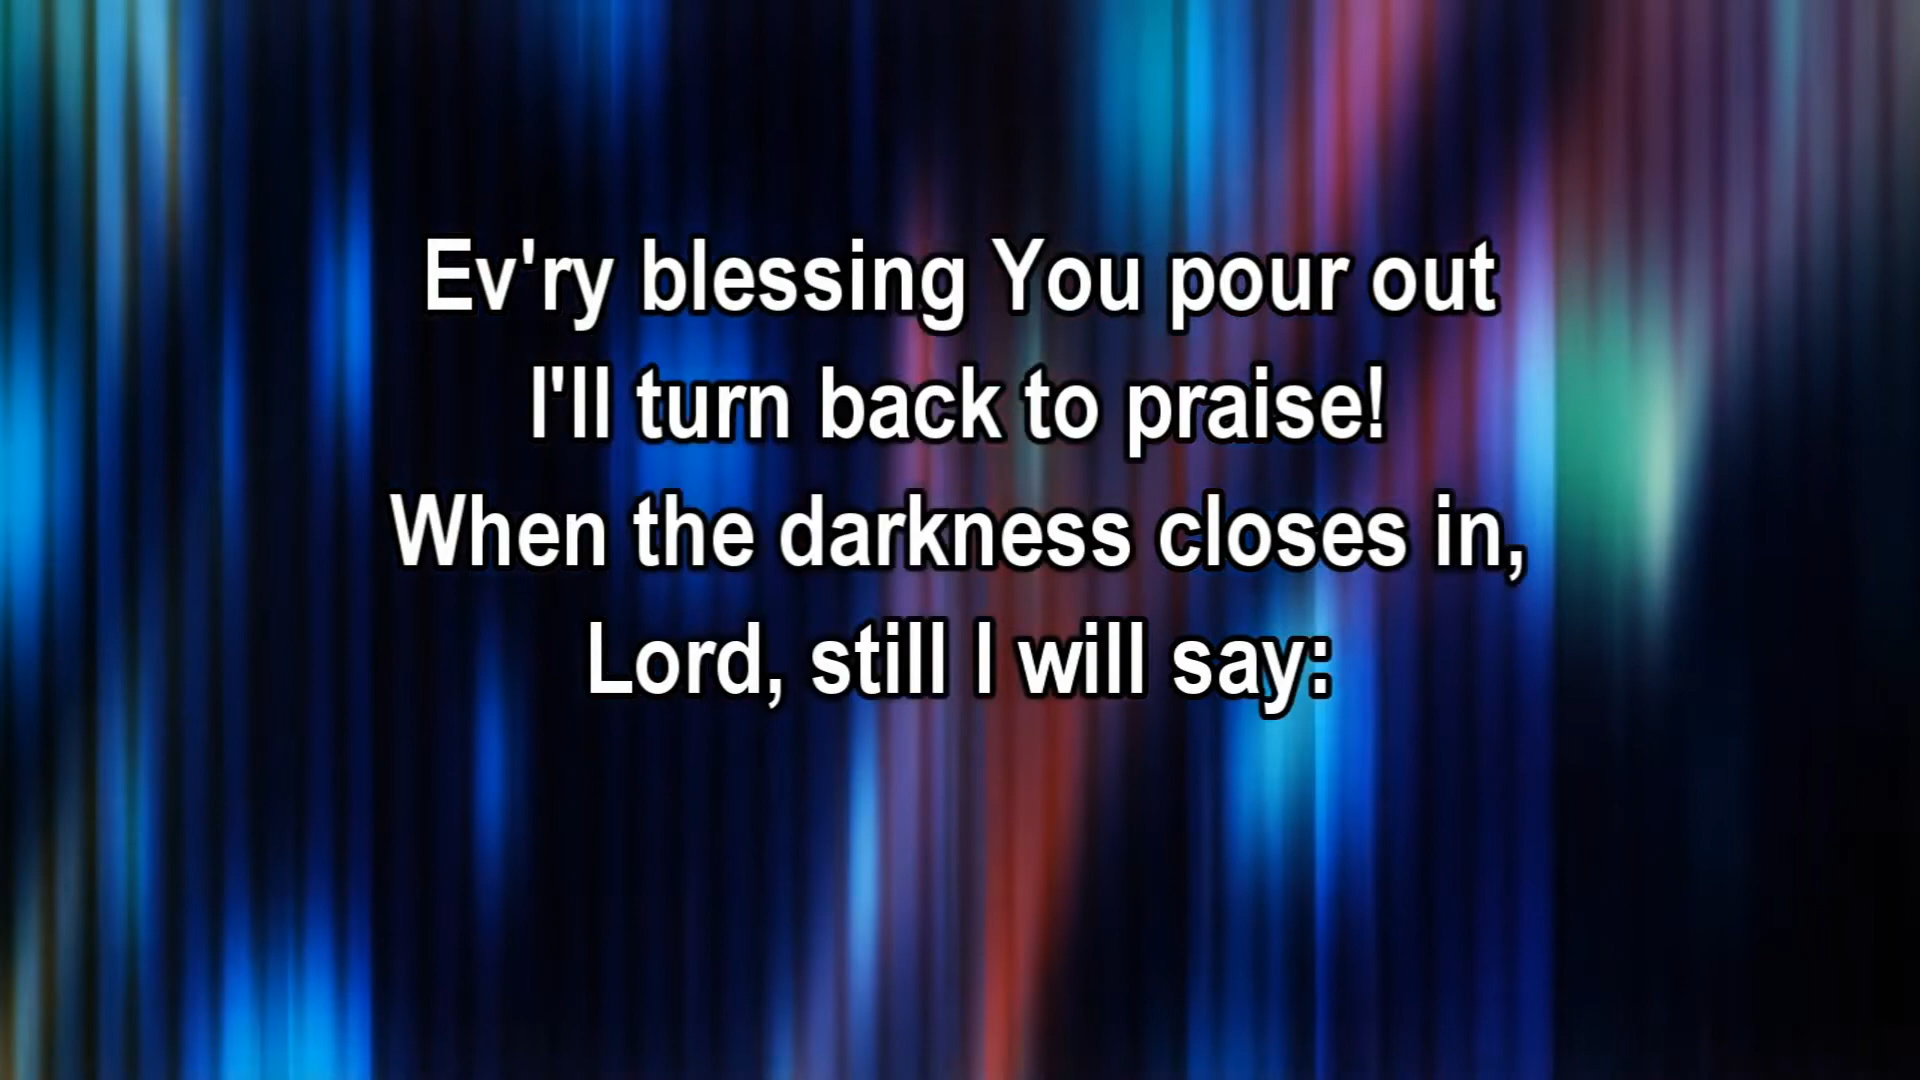 Ev'ry blessing You pour out
I'll turn back to praise!
When the darkness closes in,
Lord, still I will say: